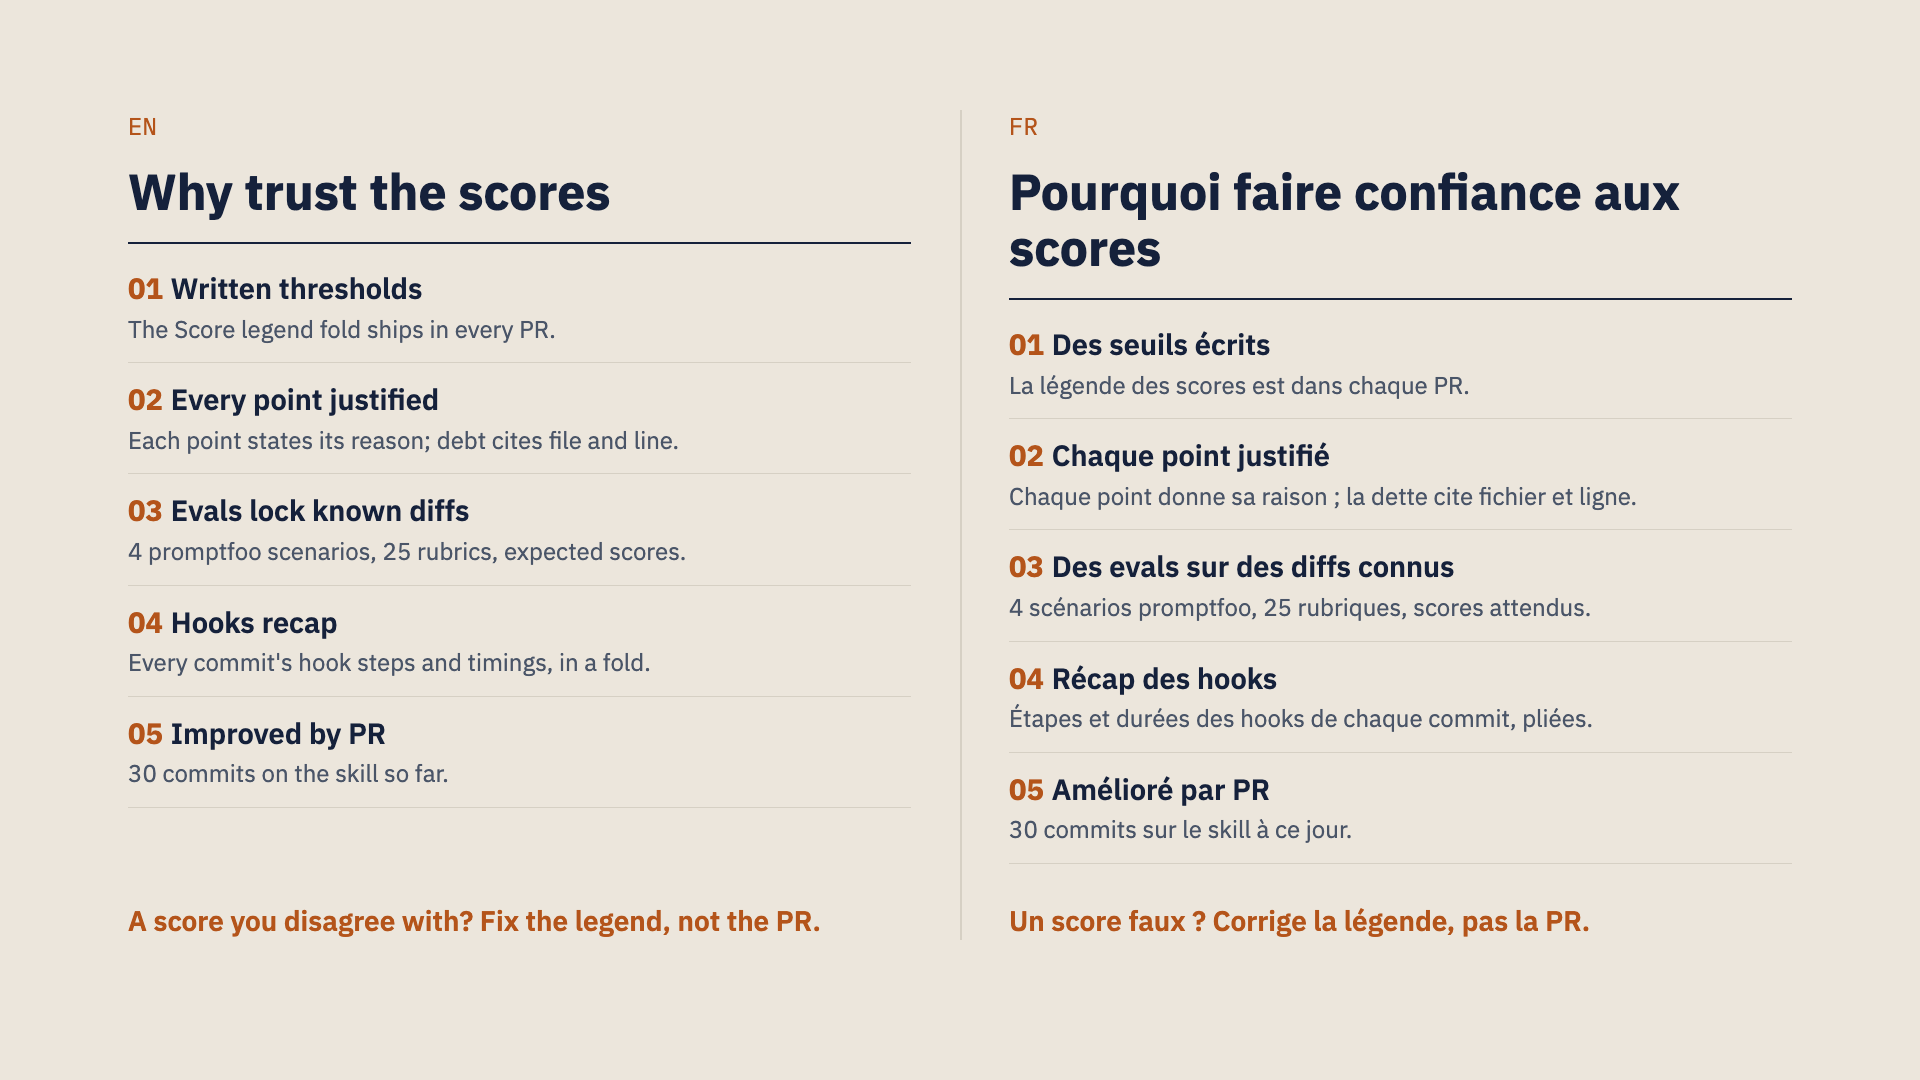 EN
Why trust the scores
01 Written thresholds
The Score legend fold ships in every PR.
02 Every point justified
Each point states its reason; debt cites file and line.
03 Evals lock known diffs
4 promptfoo scenarios, 25 rubrics, expected scores.
04 Hooks recap
Every commit's hook steps and timings, in a fold.
05 Improved by PR
30 commits on the skill so far.
A score you disagree with? Fix the legend, not the PR.
FR
Pourquoi faire confiance aux
scores
01 Des seuils écrits
La légende des scores est dans chaque PR.
02 Chaque point justifié
Chaque point donne sa raison ; la dette cite fichier et ligne.
03 Des evals sur des diffs connus
4 scénarios promptfoo, 25 rubriques, scores attendus.
04 Récap des hooks
Étapes et durées des hooks de chaque commit, pliées.
05 Amélioré par PR
30 commits sur le skill à ce jour.
Un score faux ? Corrige la légende, pas la PR.